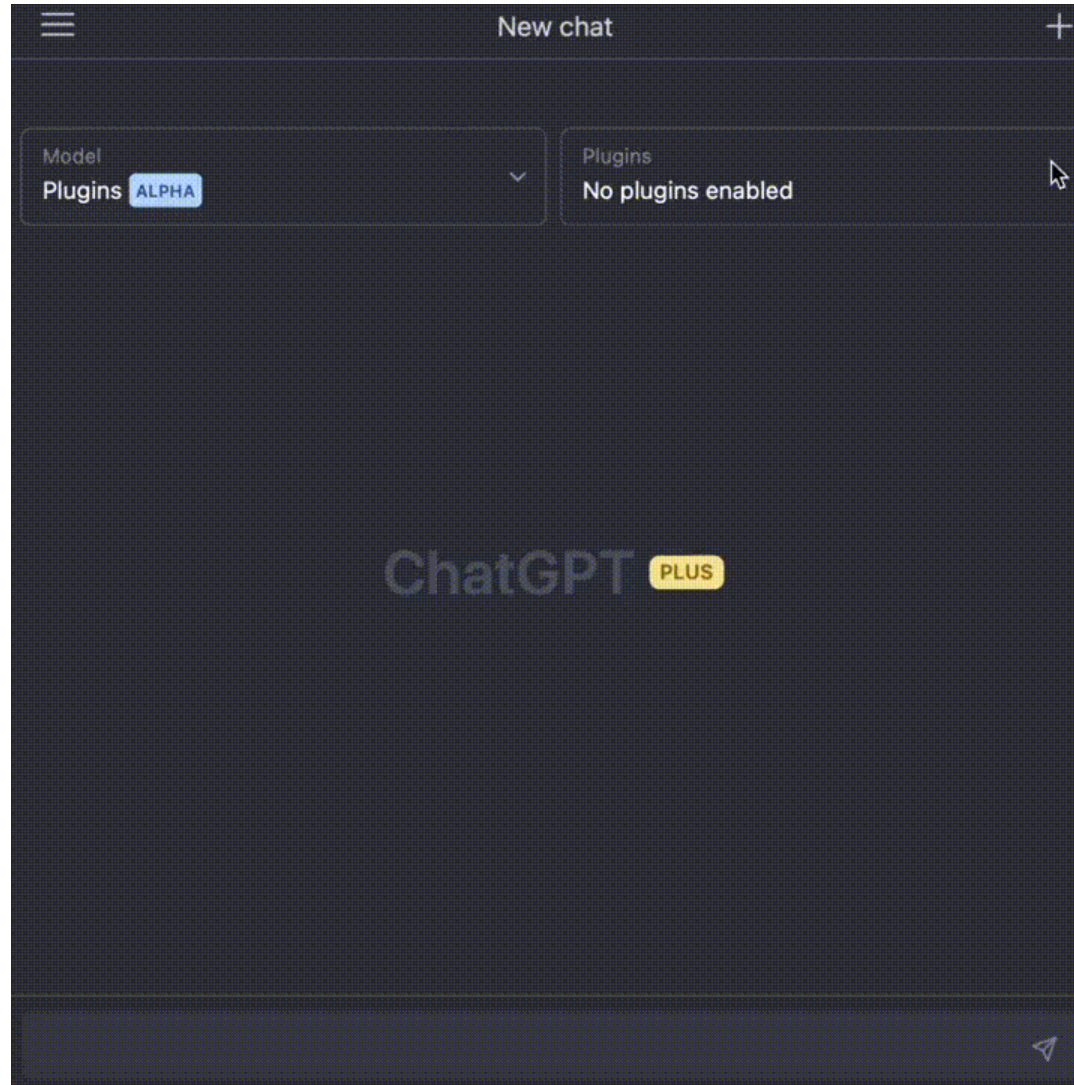 New chat
Model
Plugins ALPHA
Plugins
No plugins enabled
ChatGPT PLUS